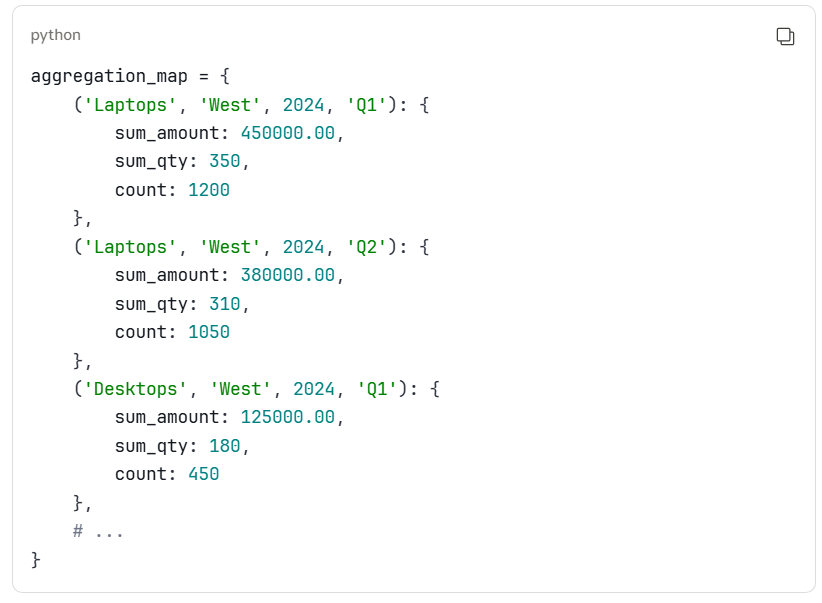 python
aggregation_map = {
    ('Laptops', 'West', 2024, 'Q1'): {
        sum_amount: 450000.00,
        sum_qty: 350,
        count: 1200
    },
    ('Laptops', 'West', 2024, 'Q2'): {
        sum_amount: 380000.00,
        sum_qty: 310,
        count: 1050
    },
    ('Desktops', 'West', 2024, 'Q1'): {
        sum_amount: 125000.00,
        sum_qty: 180,
        count: 450
    },
    # ...
}